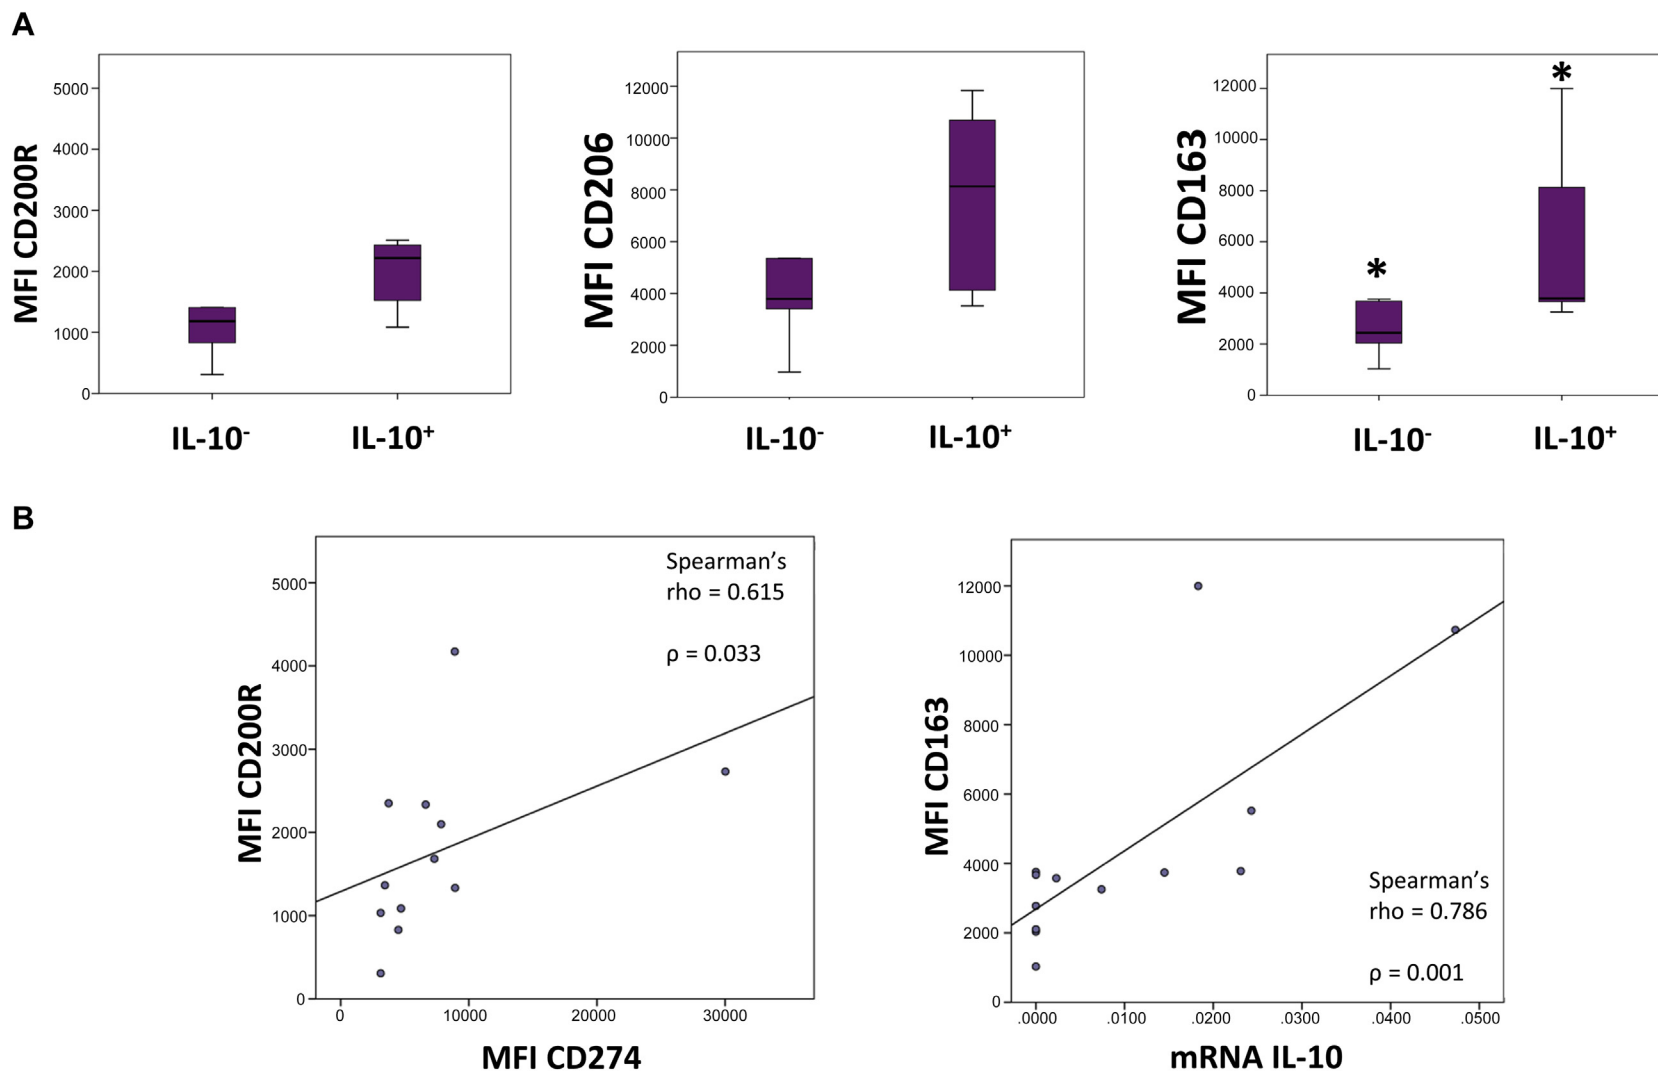 A
MFI CD200R
5000
4000
3000
2000
1000
0
IL-10-
IL-10+
MFI CD206
12000
10000
8000
6000
4000
2000
0
IL-10-
IL-10+
MFI CD163
12000
10000
8000
6000
4000
2000
0
*
*
IL-10-
IL-10+
B
MFI CD200R
5000
4000
3000
2000
1000
0
Spearman’s
rho = 0.615
ρ = 0.033
0
10000
20000
30000
MFI CD274
MFI CD163
12000
10000
8000
6000
4000
2000
0
Spearman’s
rho = 0.786
ρ = 0.001
.0000
.0100
.0200
.0300
.0400
.0500
mRNA IL-10